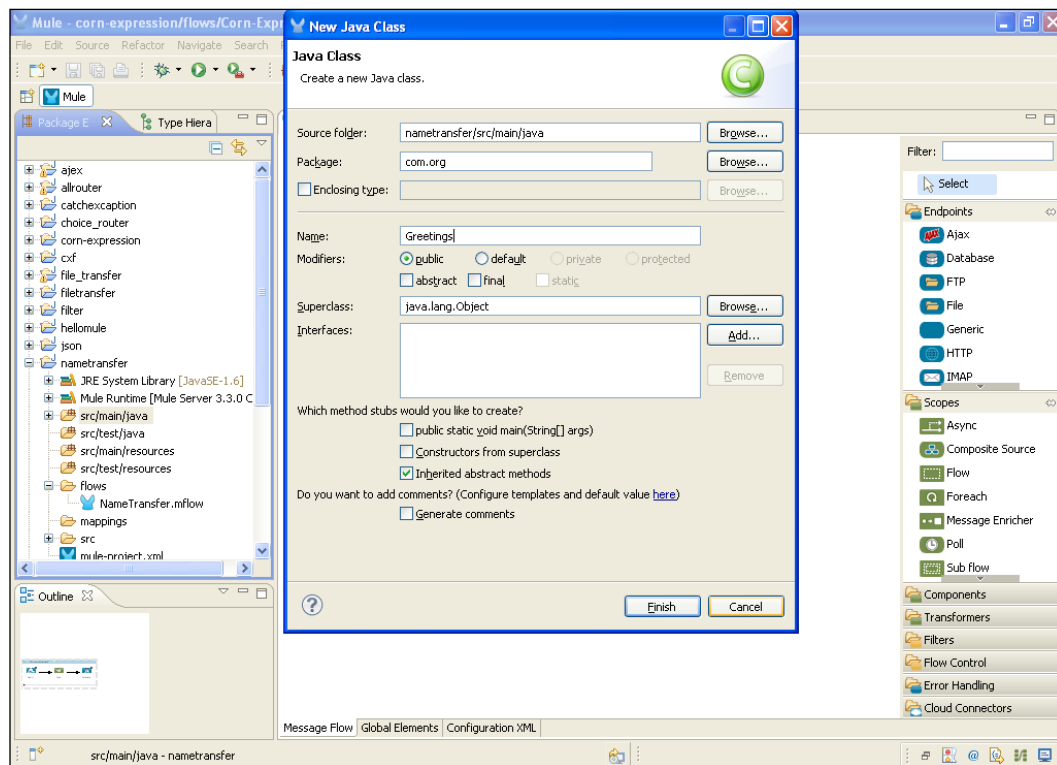 Mule - corn-expression/flows/Corn-Exp
New Java Class
File Edit Source Refactor Navigate Search
Java Class
Create a new Java class.
Mule
Package E
Type Hiera
Source folder: nametransfer/src/main/java Browse...
Package: com.org Browse...
Enclosing type: Browse...
Name: Greetings
Modifiers: public default private protected
abstract final static
Superclass: java.lang.Object Browse...
Interfaces: Add...
Remove
Which method stubs would you like to create?
public static void main(String[] args)
Constructors from superclass
Inherited abstract methods
Do you want to add comments? (Configure templates and default value here)
Generate comments
Finish Cancel
ajex
allrouter
catchexcaption
choice_router
corn-expression
cxf
file_transfer
filetransfer
filter
hellomule
json
nametransfer
JRE System Library [JavaSE-1.6]
Mule Runtime [Mule Server 3.3.0 C
src/main/java
src/test/java
src/main/resources
src/test/resources
flows
NameTransfer.mflow
mappings
src
mule-project.xml
Outline
Filter:
Select
Endpoints
Ajax
Database
FTP
File
Generic
HTTP
IMAP
Scopes
Async
Composite Source
Flow
Foreach
Message Enricher
Poll
Sub flow
Components
Transformers
Filters
Flow Control
Error Handling
Cloud Connectors
Message Flow Global Elements Configuration XML
src/main/java - nametransfer